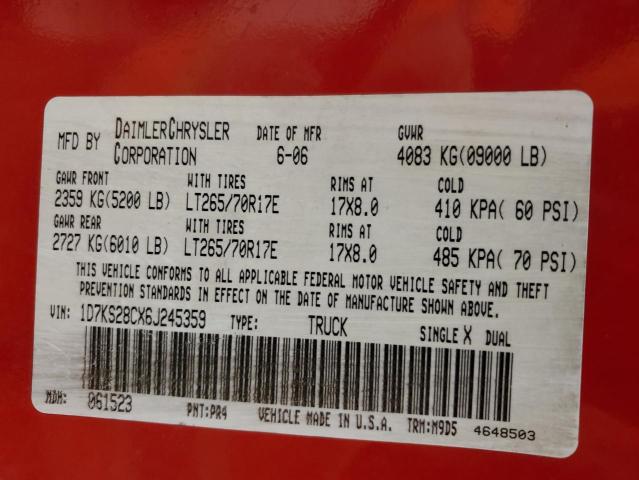 MFD BY DAIMLERCHRYSLER CORPORATION DATE OF MFR 6-06 GVWR 4083 KG(09000 LB)
GAWR FRONT WITH TIRES RIMS AT COLD
2359 KG(5200 LB) LT265/70R17E 17X8.0 410 KPA( 60 PSI)
GAWR REAR WITH TIRES RIMS AT COLD
2727 KG(6010 LB) LT265/70R17E 17X8.0 485 KPA( 70 PSI)
THIS VEHICLE CONFORMS TO ALL APPLICABLE FEDERAL MOTOR VEHICLE SAFETY AND THEFT
PREVENTION STANDARDS IN EFFECT ON THE DATE OF MANUFACTURE SHOWN ABOVE.
VIN: 1D7KS28CX6J245359 TYPE: TRUCK SINGLE X DUAL
MDH: 061523 PNT:PR4 VEHICLE MADE IN U.S.A. TRM:M9D5 4648503